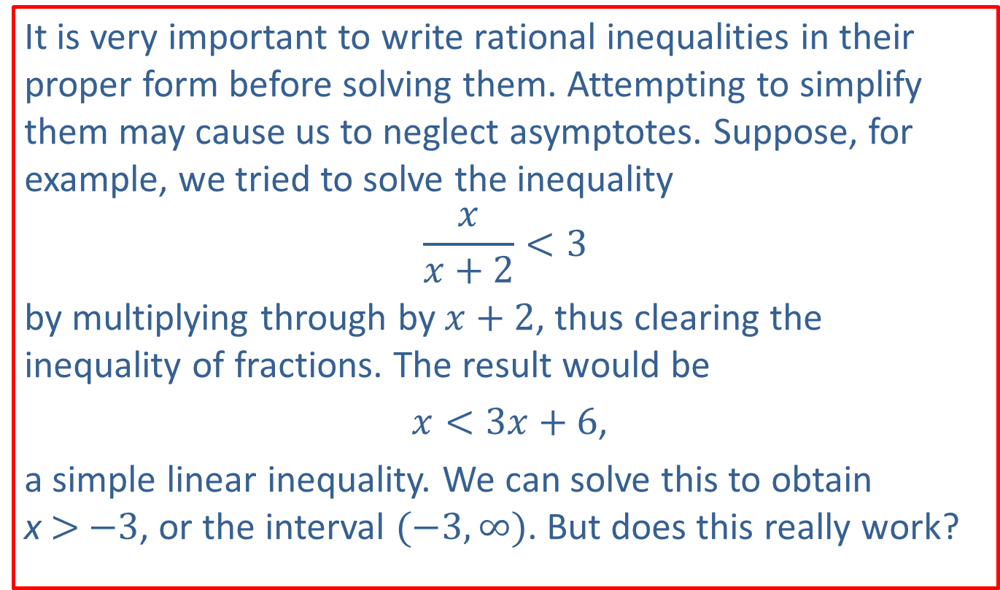 It is very important to write rational inequalities in their
proper form before solving them. Attempting to simplify
them may cause us to neglect asymptotes. Suppose, for
example, we tried to solve the inequality
x
x + 2
< 3
by multiplying through by x + 2, thus clearing the
inequality of fractions. The result would be
x < 3x + 6,
a simple linear inequality. We can solve this to obtain
x > −3, or the interval (−3, ∞). But does this really work?